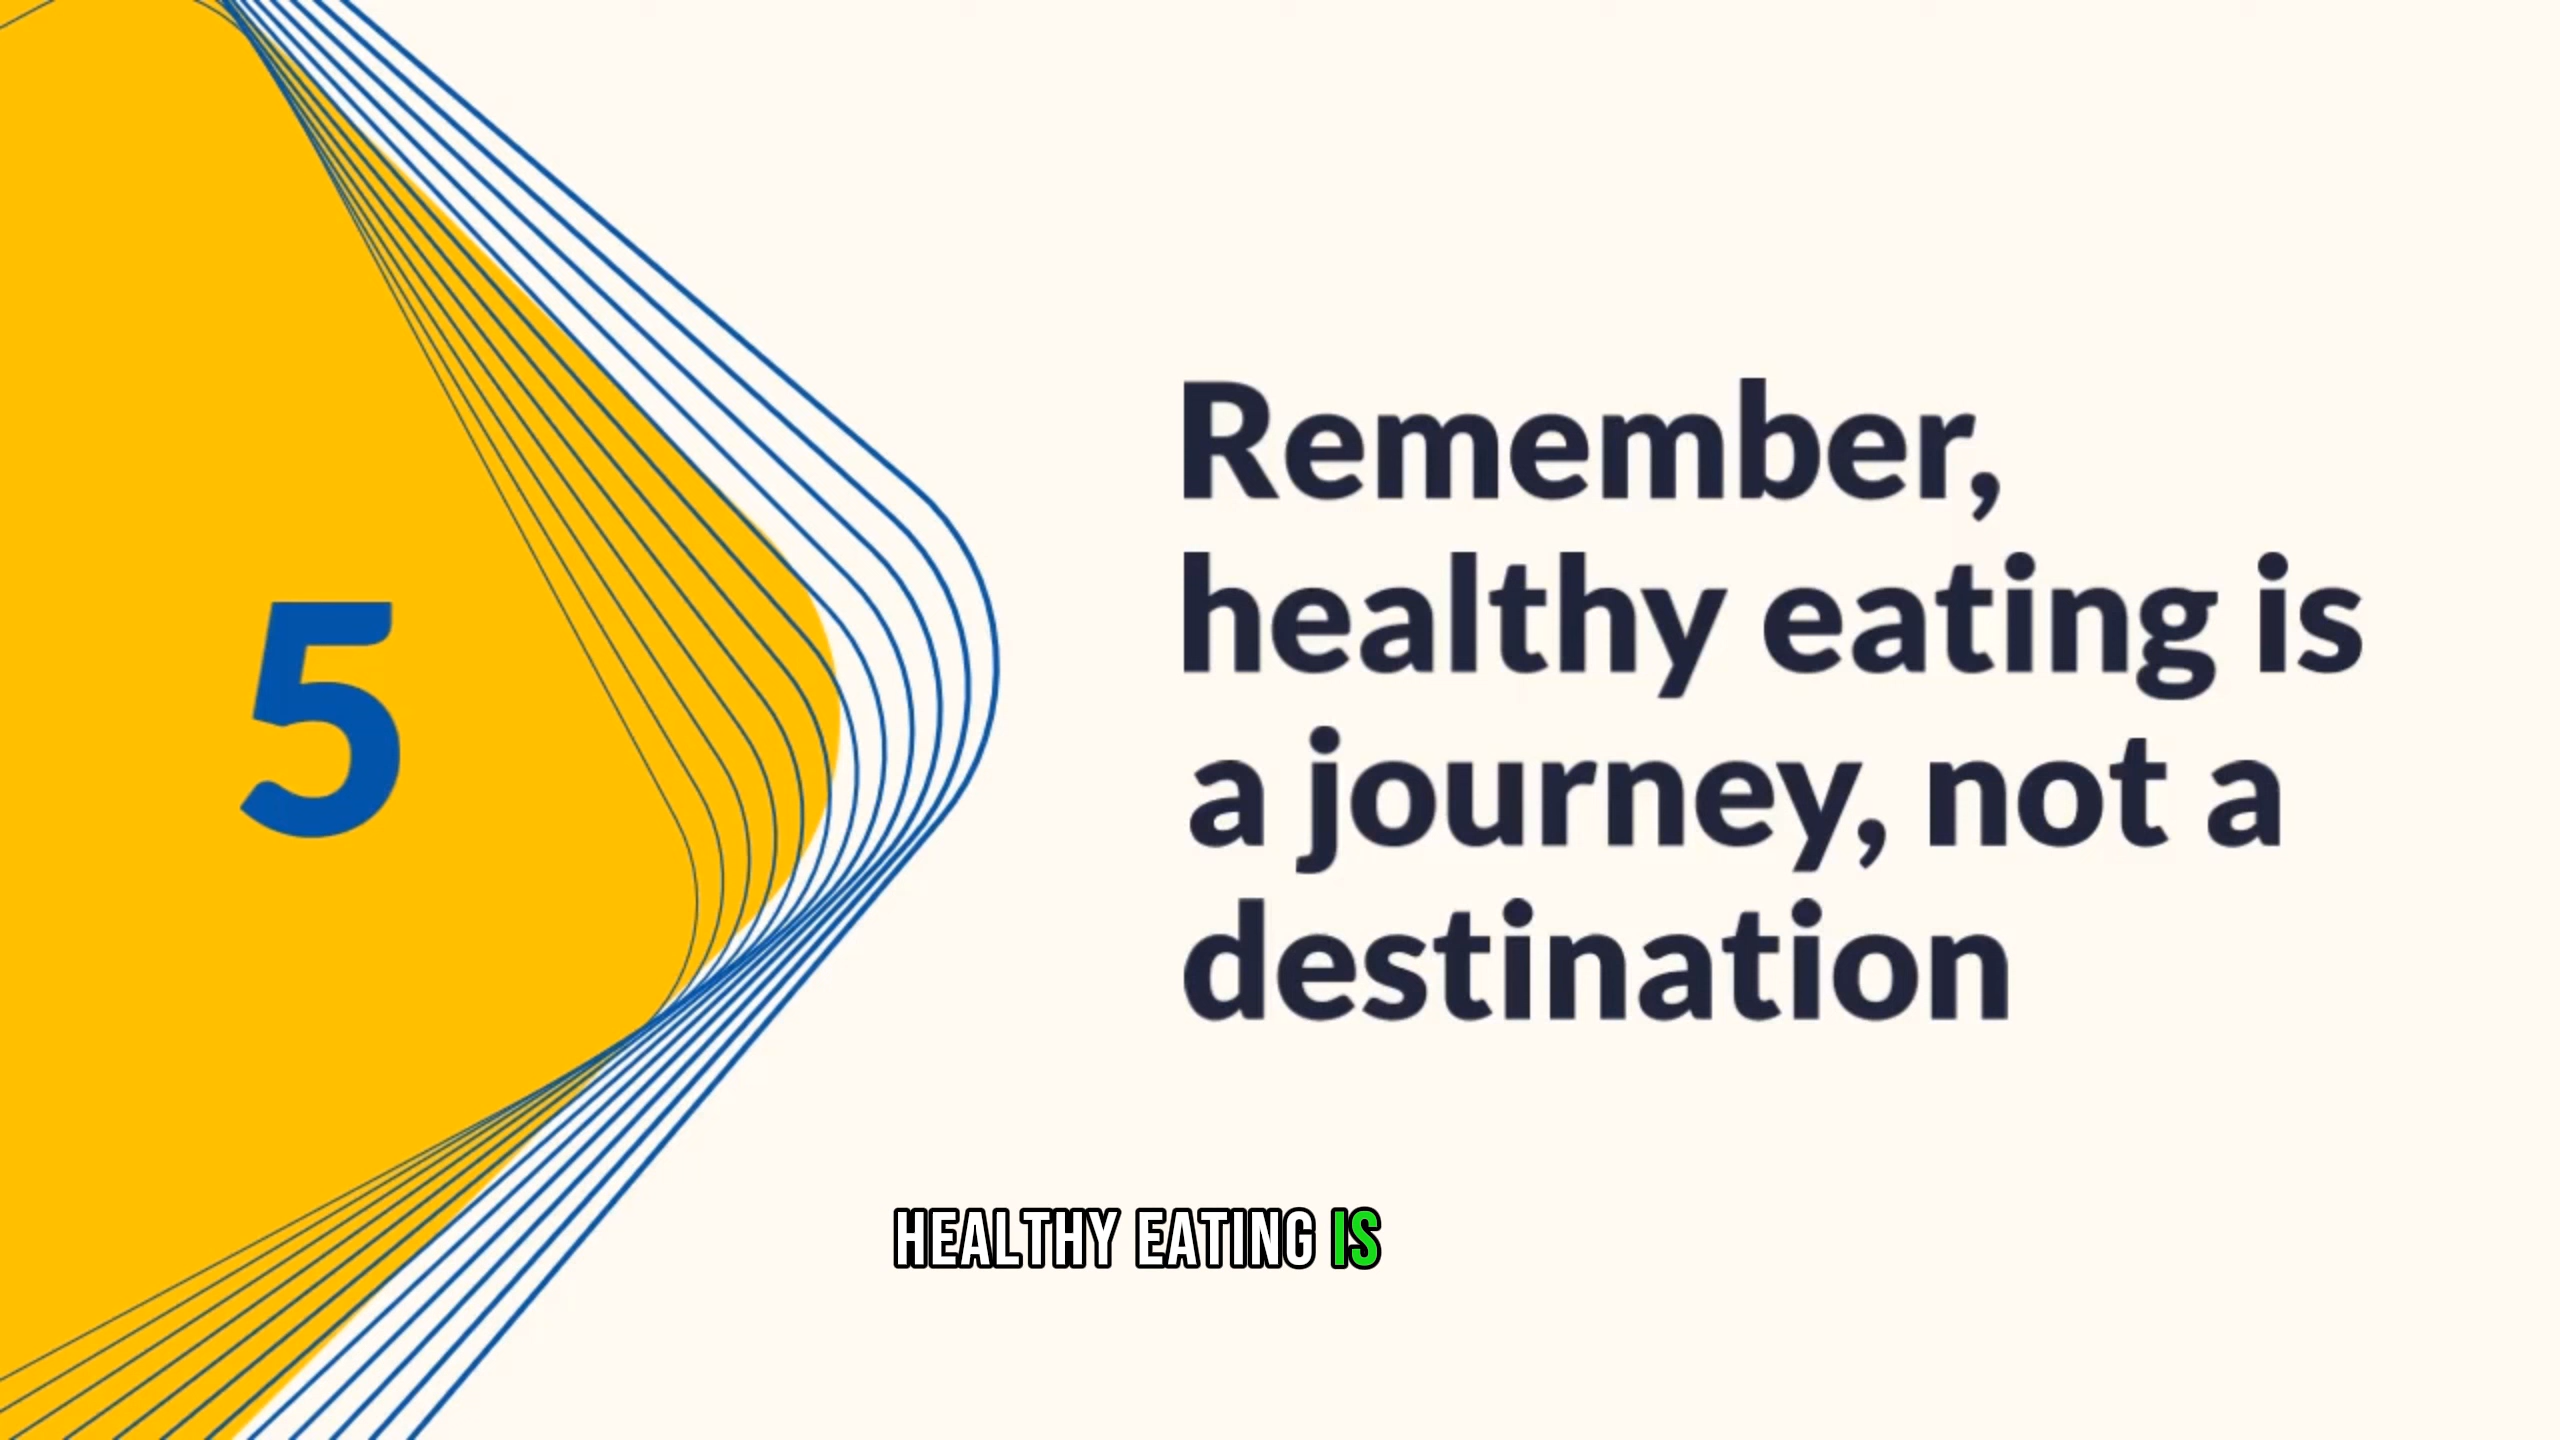 5
Remember,
healthy eating is
a journey, not a
destination
HEALTHY EATING IS